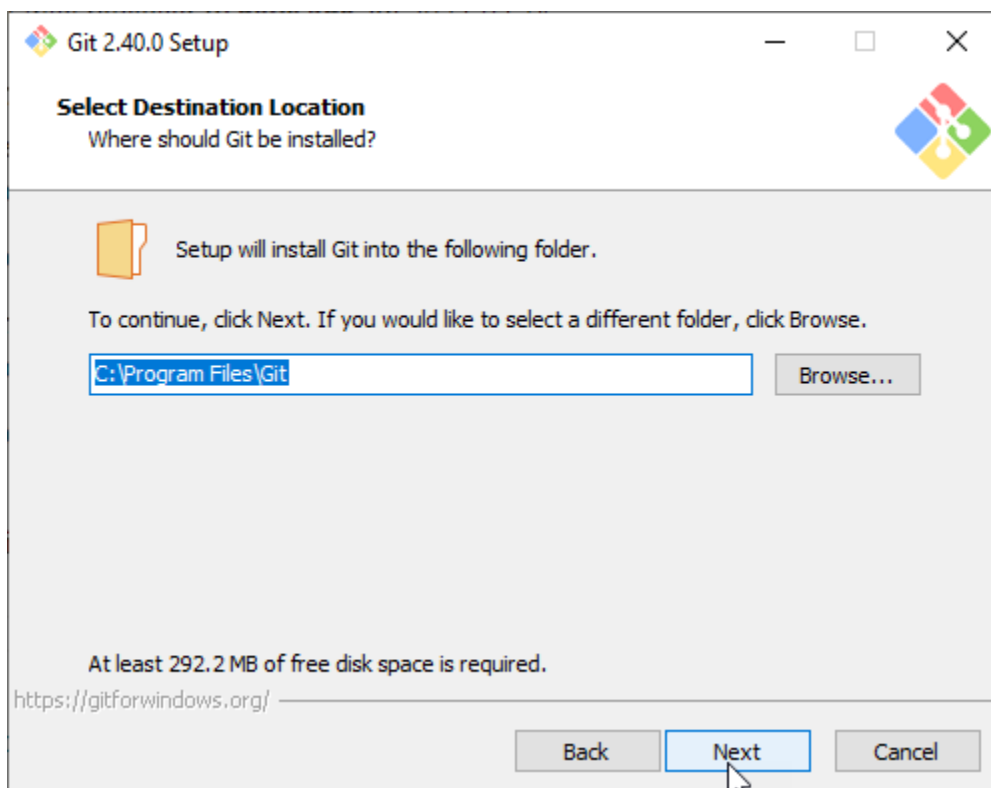 Git 2.40.0 Setup
Select Destination Location
Where should Git be installed?
Setup will install Git into the following folder.
To continue, click Next. If you would like to select a different folder, click Browse.
C:\Program Files\Git
Browse...
At least 292.2 MB of free disk space is required.
https://gitforwindows.org/
Back
Next
Cancel